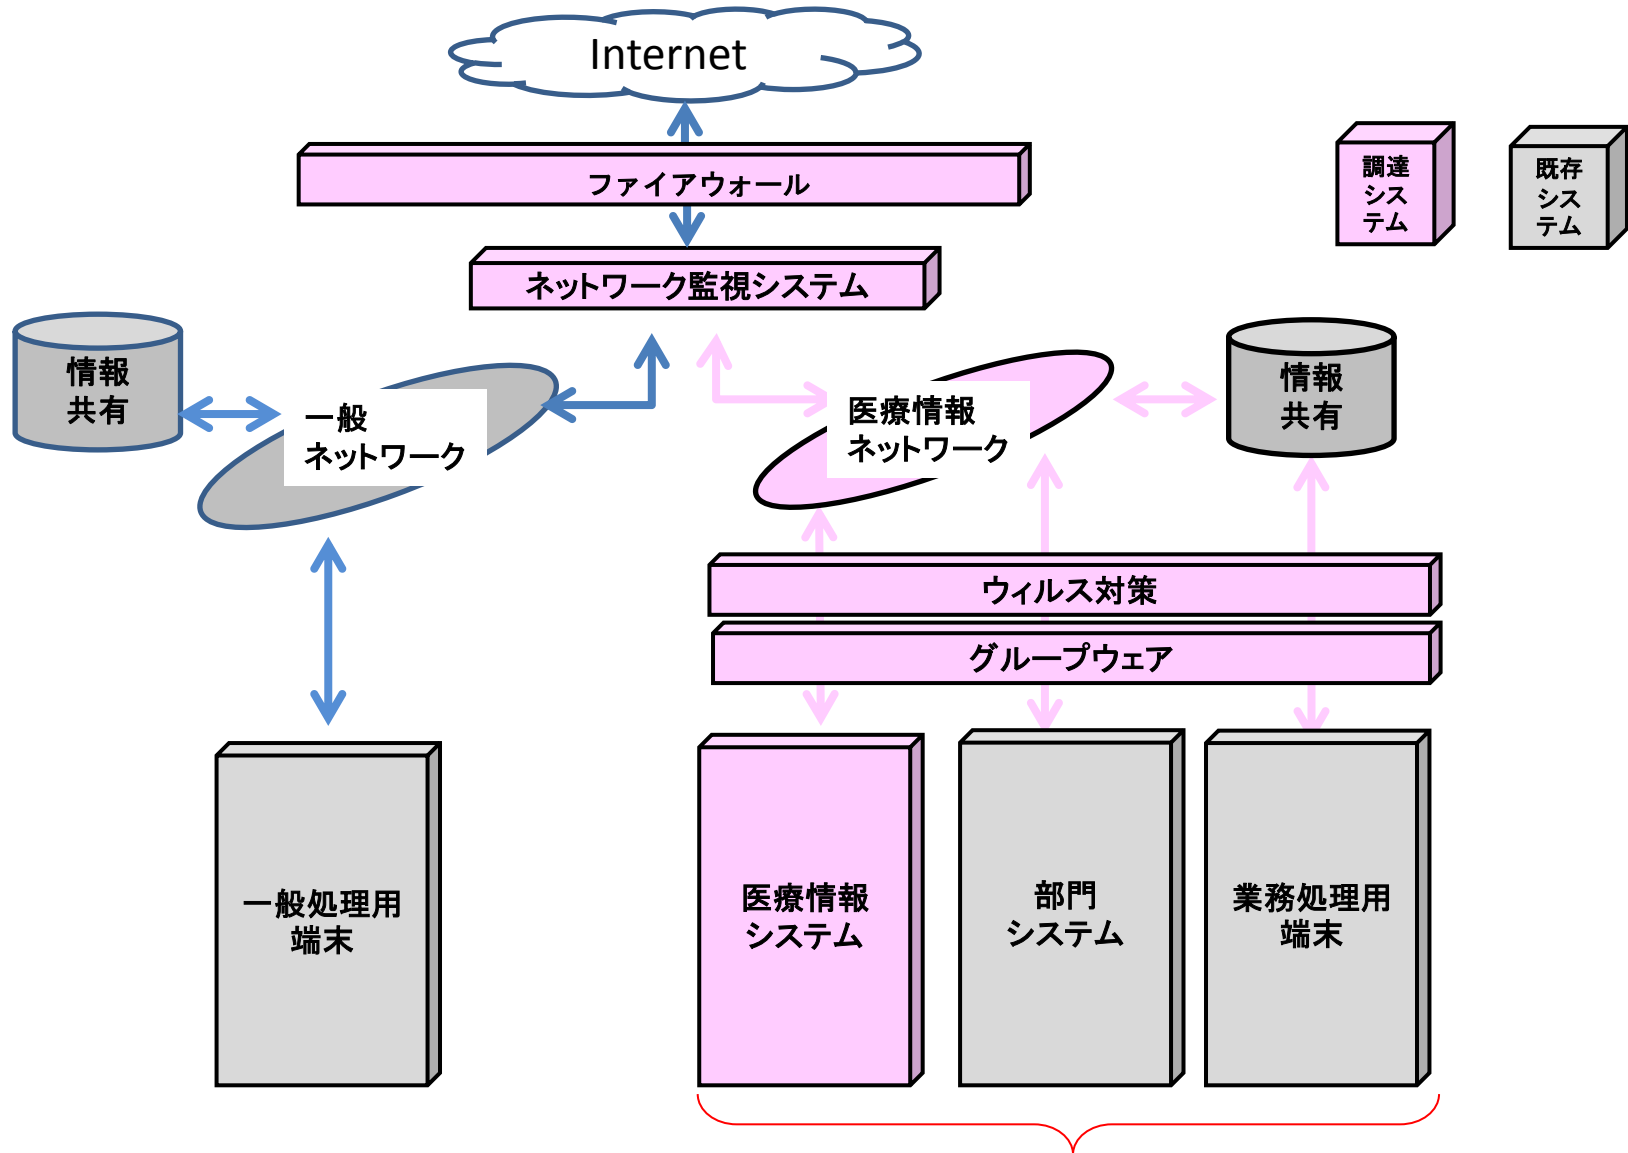 Internet
ファイアウォール
調達
シス
テム
既存
シス
テム
ネットワーク監視システム
情報
共有
一般
ネットワーク
医療情報
ネットワーク
情報
共有
ウィルス対策
グループウェア
一般処理用
端末
医療情報
システム
部門
システム
業務処理用
端末